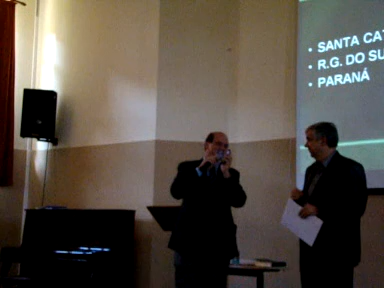 • SANTA CAT
• R.G. DO SU
• PARANÁ